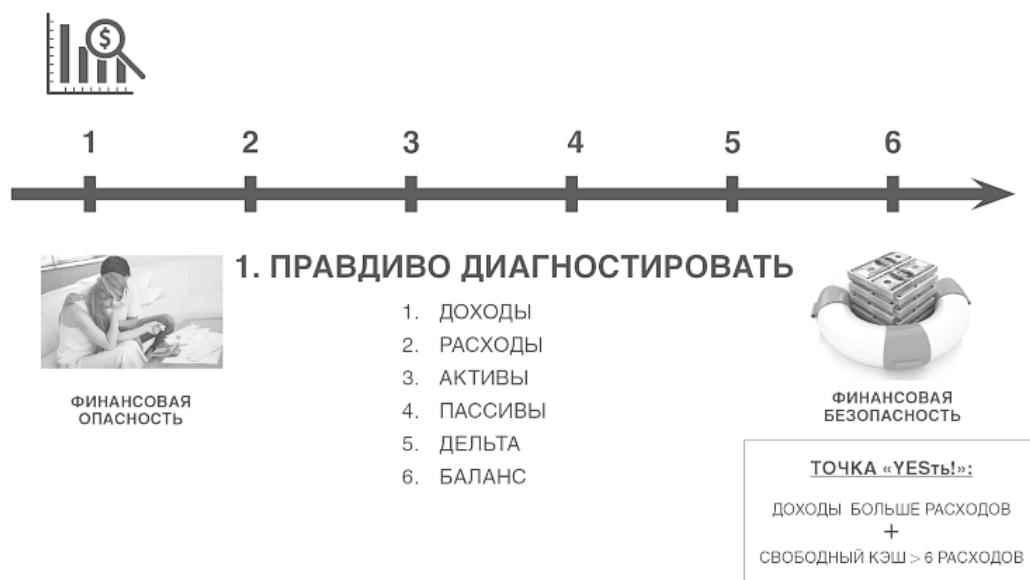 $
1 2 3 4 5 6
1. ПРАВДИВО ДИАГНОСТИРОВАТЬ
1. ДОХОДЫ
2. РАСХОДЫ
3. АКТИВЫ
4. ПАССИВЫ
5. ДЕЛЬТА
6. БАЛАНС
ФИНАНСОВАЯ
ОПАСНОСТЬ
ФИНАНСОВАЯ
БЕЗОПАСНОСТЬ
ТОЧКА «YESть!»:
ДОХОДЫ БОЛЬШЕ РАСХОДОВ
+
СВОБОДНЫЙ КЭШ > 6 РАСХОДОВ